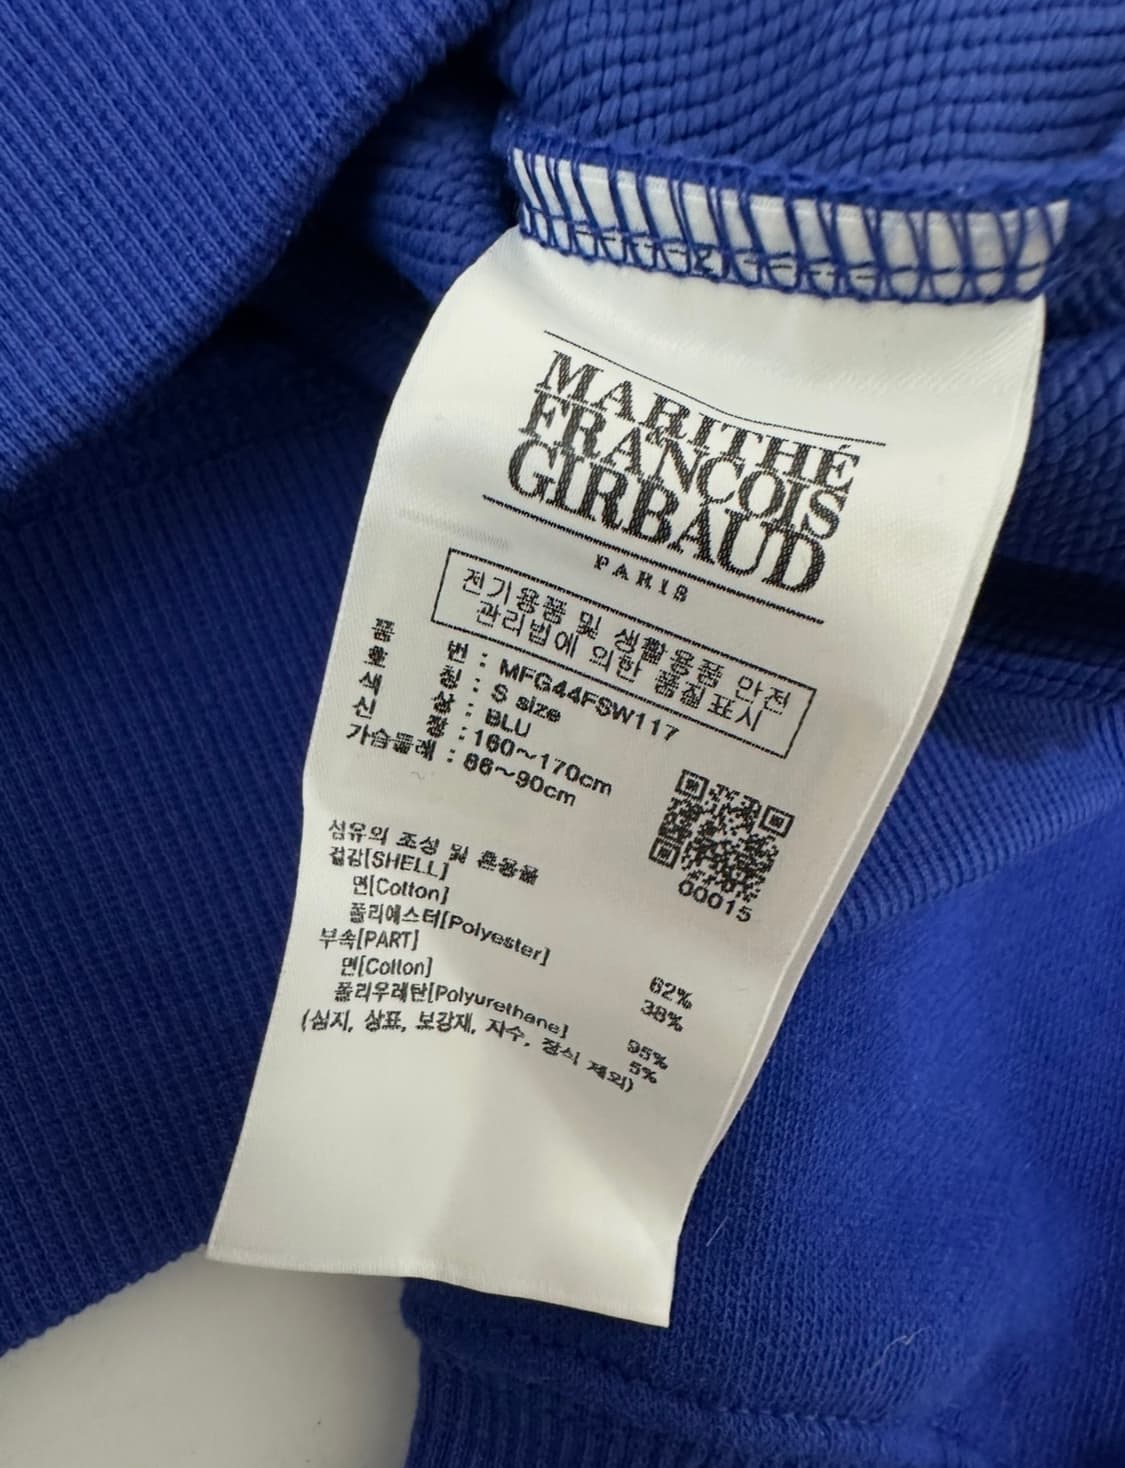 MARITHÉ
FRANÇOIS
GIRBAUD
PARIS
전기용품 및 생활용품 안전
관리법에 의한 품질표시
품 번 : MFG44FSW117
호 칭 : S size
색 상 : BLU
신 장 : 160~170cm
가슴둘레 : 86~90cm
00015
섬유의 조성 및 혼용율
겉감[SHELL]
면[Cotton] 62%
폴리에스터[Polyester] 38%
부속[PART]
면[Cotton] 95%
폴리우레탄[Polyurethane] 5%
(심지, 상표, 보강재, 자수, 장식 제외)